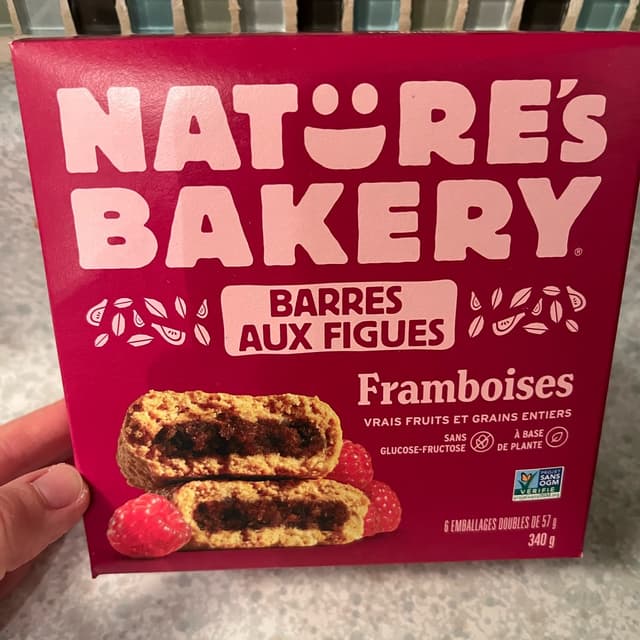 NATÜRE'S
BAKERY®
BARRES
AUX FIGUES
Framboises
VRAIS FRUITS ET GRAINS ENTIERS
SANS
GLUCOSE-FRUCTOSE
À BASE
DE PLANTE
PROJET
SANS
OGM
VÉRIFIÉ
6 EMBALLAGES DOUBLES DE 57 g
340 g